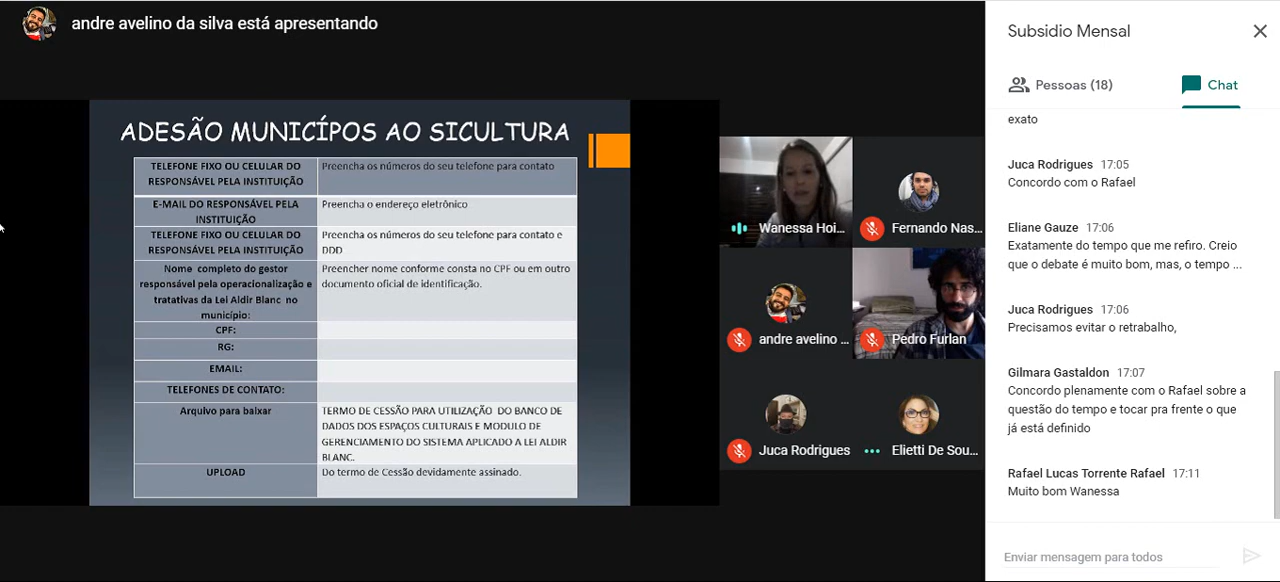 andre avelino da silva está apresentando
ADESÃO MUNICÍPOS AO SICULTURA
TELEFONE FIXO OU CELULAR DO
RESPONSÁVEL PELA INSTITUIÇÃO
Preencha os números do seu telefone para contato
E-MAIL DO RESPONSÁVEL PELA
INSTITUIÇÃO
Preencha o endereço eletrônico
TELEFONE FIXO OU CELULAR DO
RESPONSÁVEL PELA INSTITUIÇÃO
Preencha os números do seu telefone para contato e
DDD
Nome completo do gestor
responsável pela operacionalização e
tratativas da Lei Aldir Blanc no
município:
Preencher nome conforme consta no CPF ou em outro
documento oficial de identificação.
CPF:
RG:
EMAIL:
TELEFONES DE CONTATO:
Arquivo para baixar
TERMO DE CESSÃO PARA UTILIZAÇÃO DO BANCO DE
DADOS DOS ESPAÇOS CULTURAIS E MODULO DE
GERENCIAMENTO DO SISTEMA APLICADO A LEI ALDIR
BLANC.
UPLOAD
Do termo de Cessão devidamente assinado.
Wanessa Hoi...
Fernando Nas...
andre avelino ...
Pedro Furlan
Juca Rodrigues
Elietti De Sou...
Subsidio Mensal
Pessoas (18)
Chat
exato
Juca Rodrigues 17:05
Concordo com o Rafael
Eliane Gauze 17:06
Exatamente do tempo que me refiro. Creio
que o debate é muito bom, mas, o tempo ...
Juca Rodrigues 17:06
Precisamos evitar o retrabalho,
Gilmara Gastaldon 17:07
Concordo plenamente com o Rafael sobre a
questão do tempo e tocar pra frente o que
já está definido
Rafael Lucas Torrente Rafael 17:11
Muito bom Wanessa
Enviar mensagem para todos